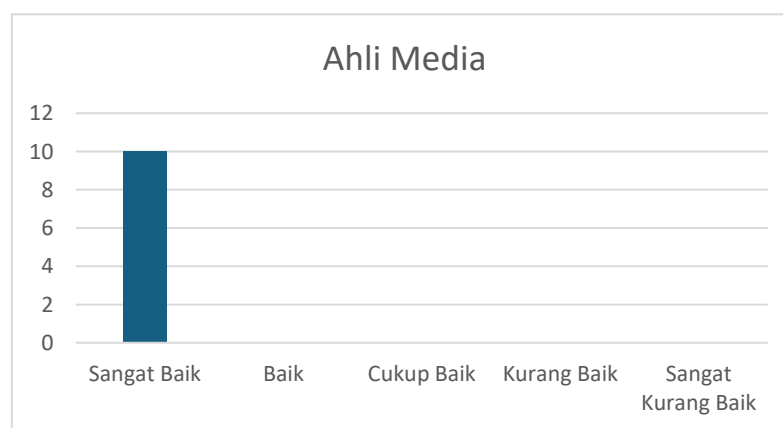 Ahli Media
12
10
8
6
4
2
0
Sangat Baik
Baik
Cukup Baik
Kurang Baik
Sangat
Kurang Baik